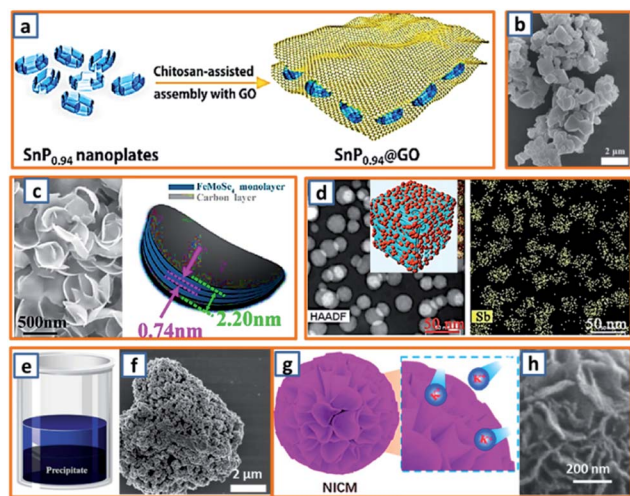 a
Chitosan-assisted
assembly with GO
SnP0.94 nanoplates
SnP0.94@GO
b
2 μm
c
FeMoSe4 monolayer
Carbon layer
500nm
0.74nm
2.20nm
d
HAADF
50 nm
Sb
50 nm
e
Precipitate
f
2 μm
g
NICM
h
200 nm